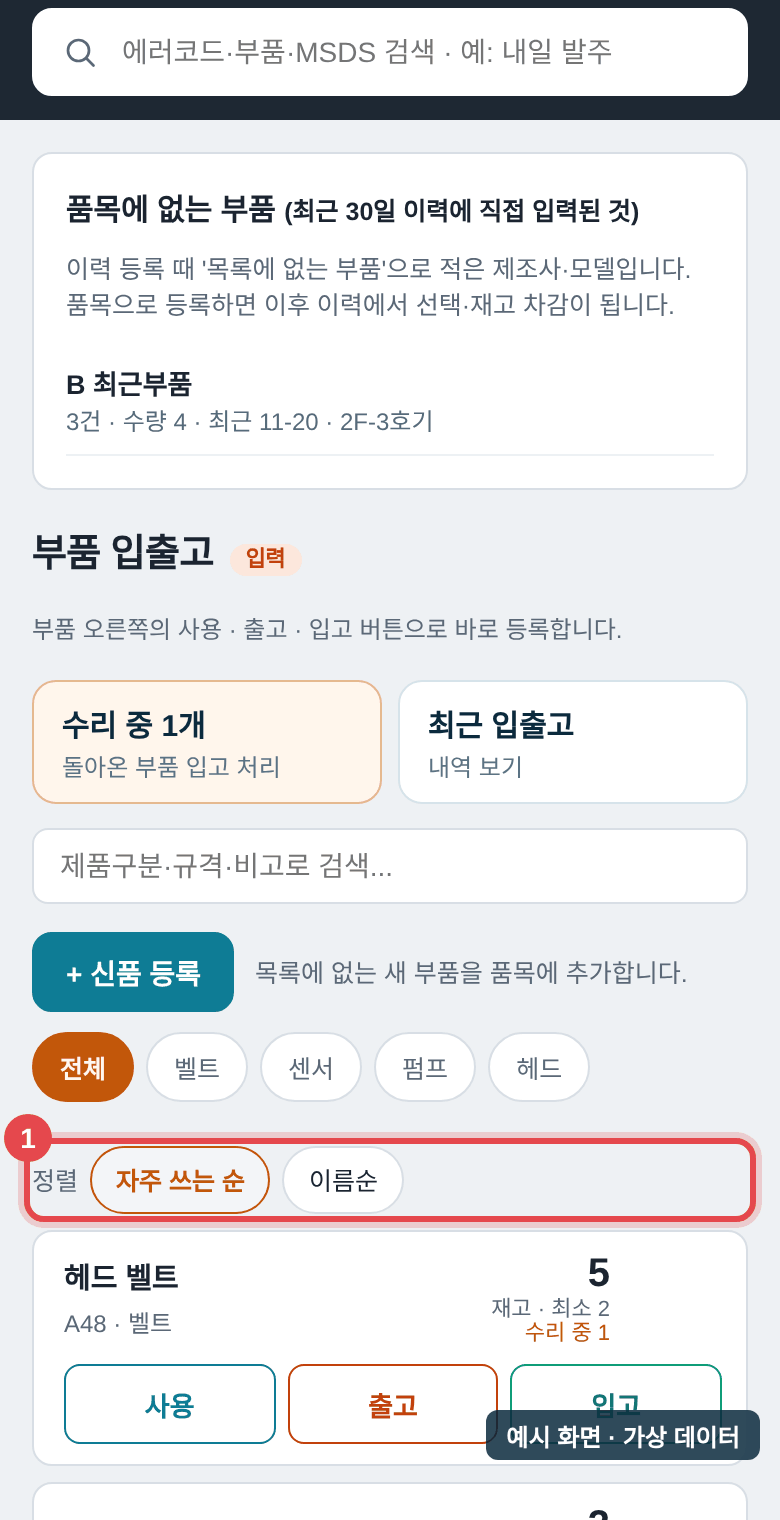 에러코드·부품·MSDS 검색 · 예: 내일 발주
품목에 없는 부품 (최근 30일 이력에 직접 입력된 것)
이력 등록 때 '목록에 없는 부품'으로 적은 제조사·모델입니다.
품목으로 등록하면 이후 이력에서 선택·재고 차감이 됩니다.
B 최근부품
3건 · 수량 4 · 최근 11-20 · 2F-3호기
부품 입출고 입력
부품 오른쪽의 사용 · 출고 · 입고 버튼으로 바로 등록합니다.
수리 중 1개
돌아온 부품 입고 처리
최근 입출고
내역 보기
제품구분·규격·비고로 검색...
+ 신품 등록 목록에 없는 새 부품을 품목에 추가합니다.
전체 벨트 센서 펌프 헤드
1
정렬 자주 쓰는 순 이름순
헤드 벨트
A48 · 벨트
5
재고 · 최소 2
수리 중 1
사용 출고 입고
예시 화면 · 가상 데이터